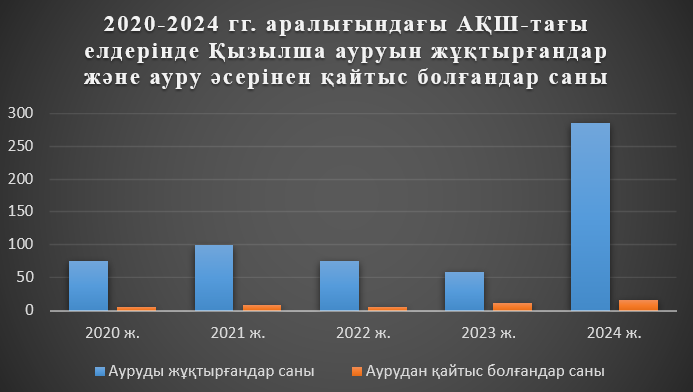 2020-2024 гг. аралығындағы АҚШ-тағы
елдерінде Қызылша ауруын жұқтырғандар
және ауру әсерінен қайтыс болғандар саны
300
250
200
150
100
50
0
2020 ж.
2021 ж.
2022 ж.
2023 ж.
2024 ж.
Ауруды жұқтырғандар саны
Аурудан қайтыс болғандар саны